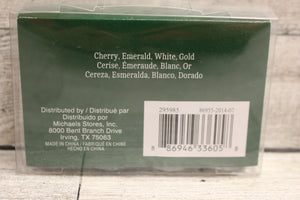 Cherry, Emerald, White, Gold
Cerise, Émeraude, Blanc, Or
Cereza, Esmeralda, Blanco, Dorado
Distributed by / Distribué par
Distribuido por
Michaels Stores, Inc.
8000 Bent Branch Drive
Irving, TX 75063
MADE IN CHINA / FABRIQUÉ EN CHINE
HECHO EN CHINA
295985 86955-2014-07
8 86946 33605 8